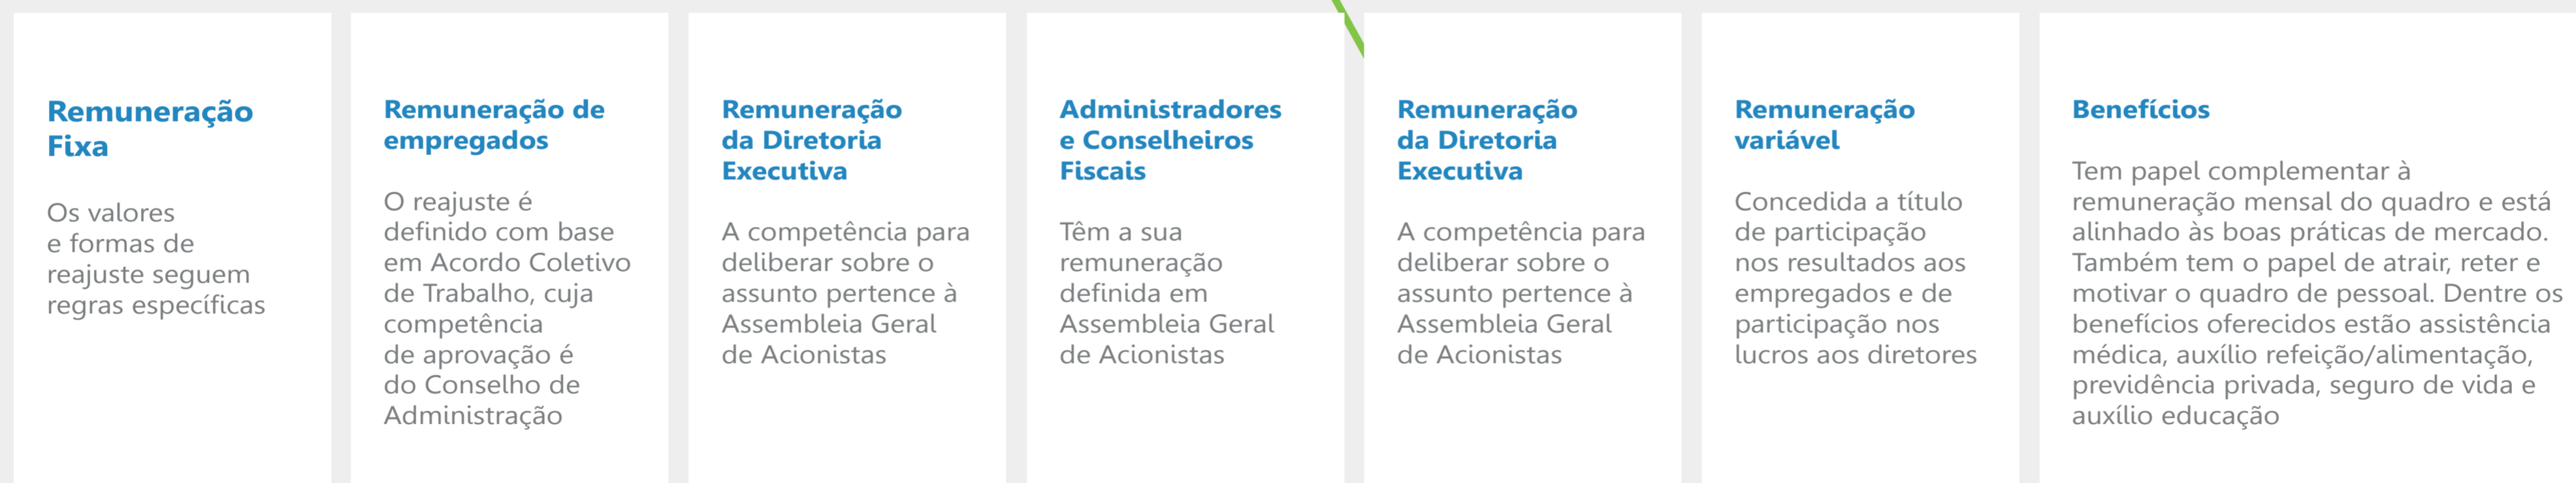 Remuneração
Fixa
Os valores
e formas de
reajuste seguem
regras específicas
Remuneração de
empregados
O reajuste é
definido com base
em Acordo Coletivo
de Trabalho, cuja
competência
de aprovação é
do Conselho de
Administração
Remuneração
da Diretoria
Executiva
A competência para
deliberar sobre o
assunto pertence à
Assembleia Geral
de Acionistas
Administradores
e Conselheiros
Fiscais
Têm a sua
remuneração
definida em
Assembleia Geral
de Acionistas
Remuneração
da Diretoria
Executiva
A competência para
deliberar sobre o
assunto pertence à
Assembleia Geral
de Acionistas
Remuneração
variável
Concedida a título
de participação
nos resultados aos
empregados e de
participação nos
lucros aos diretores
Benefícios
Tem papel complementar à
remuneração mensal do quadro e está
alinhado às boas práticas de mercado.
Também tem o papel de atrair, reter e
motivar o quadro de pessoal. Dentre os
benefícios oferecidos estão assistência
médica, auxílio refeição/alimentação,
previdência privada, seguro de vida e
auxílio educação